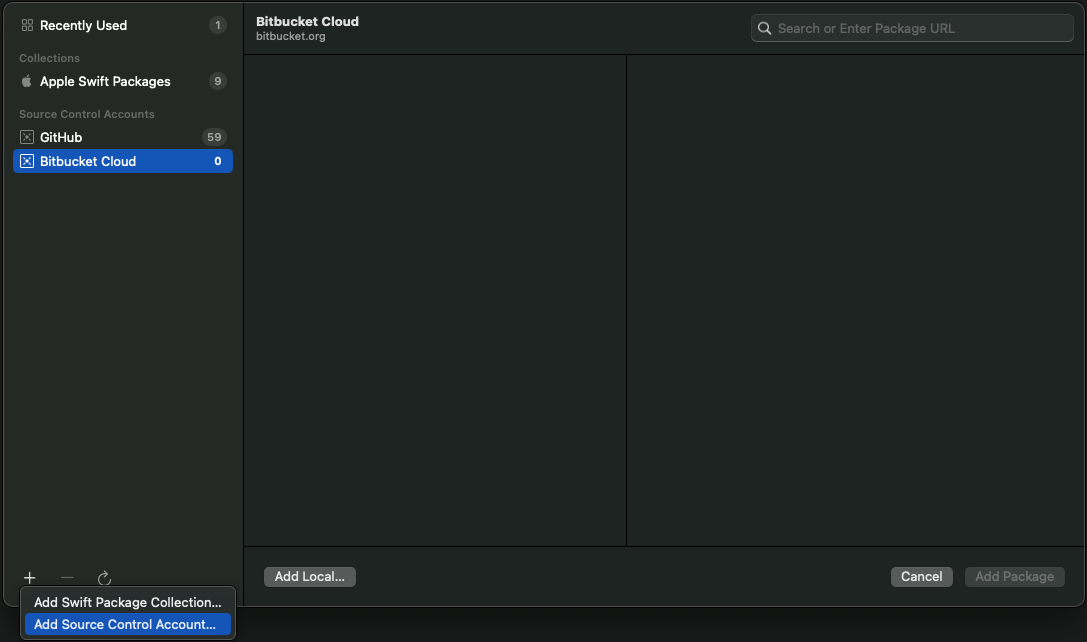 Recently Used 1
Collections
Apple Swift Packages 9
Source Control Accounts
GitHub 59
Bitbucket Cloud 0
Bitbucket Cloud
bitbucket.org
Search or Enter Package URL
Add Local...
Cancel
Add Package
Add Swift Package Collection...
Add Source Control Account...